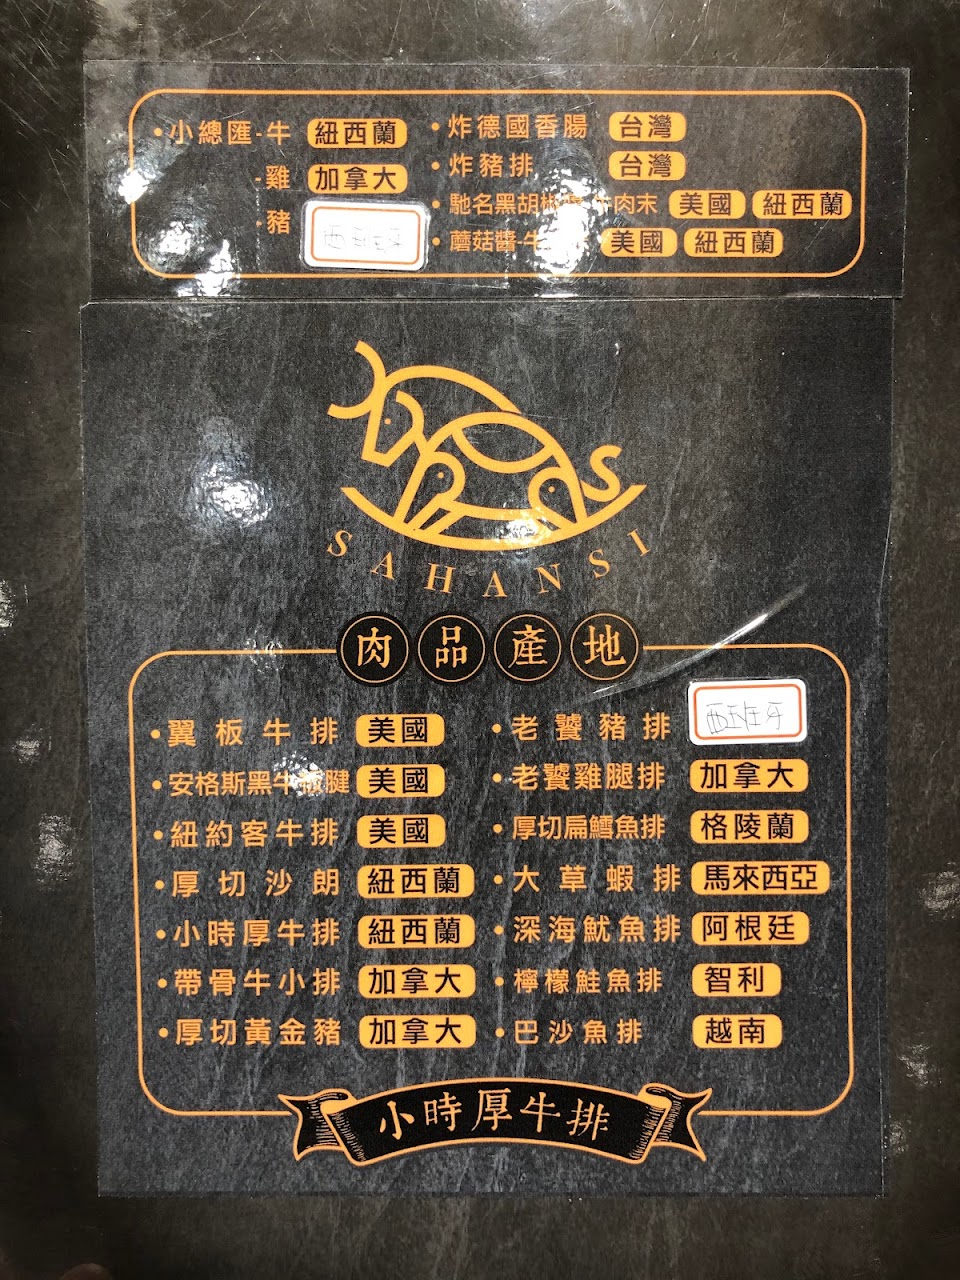 •小總匯-牛 紐西蘭
-雞 加拿大
-豬 西班牙
•炸德國香腸 台灣
•炸豬排 台灣
•馳名黑胡椒 牛肉末 美國 紐西蘭
•蘑菇醬牛 美國 紐西蘭
SAHANSI
肉品產地
•翼板牛排 美國
•安格斯黑牛板腱 美國
•紐約客牛排 美國
•厚切沙朗 紐西蘭
•小時厚牛排 紐西蘭
•帶骨牛小排 加拿大
•厚切黃金豬 加拿大
•老饕豬排 西班牙
•老饕雞腿排 加拿大
•厚切扁鱈魚排 格陵蘭
•大草蝦排 馬來西亞
•深海魷魚排 阿根廷
•檸檬鮭魚排 智利
•巴沙魚排 越南
小時厚牛排